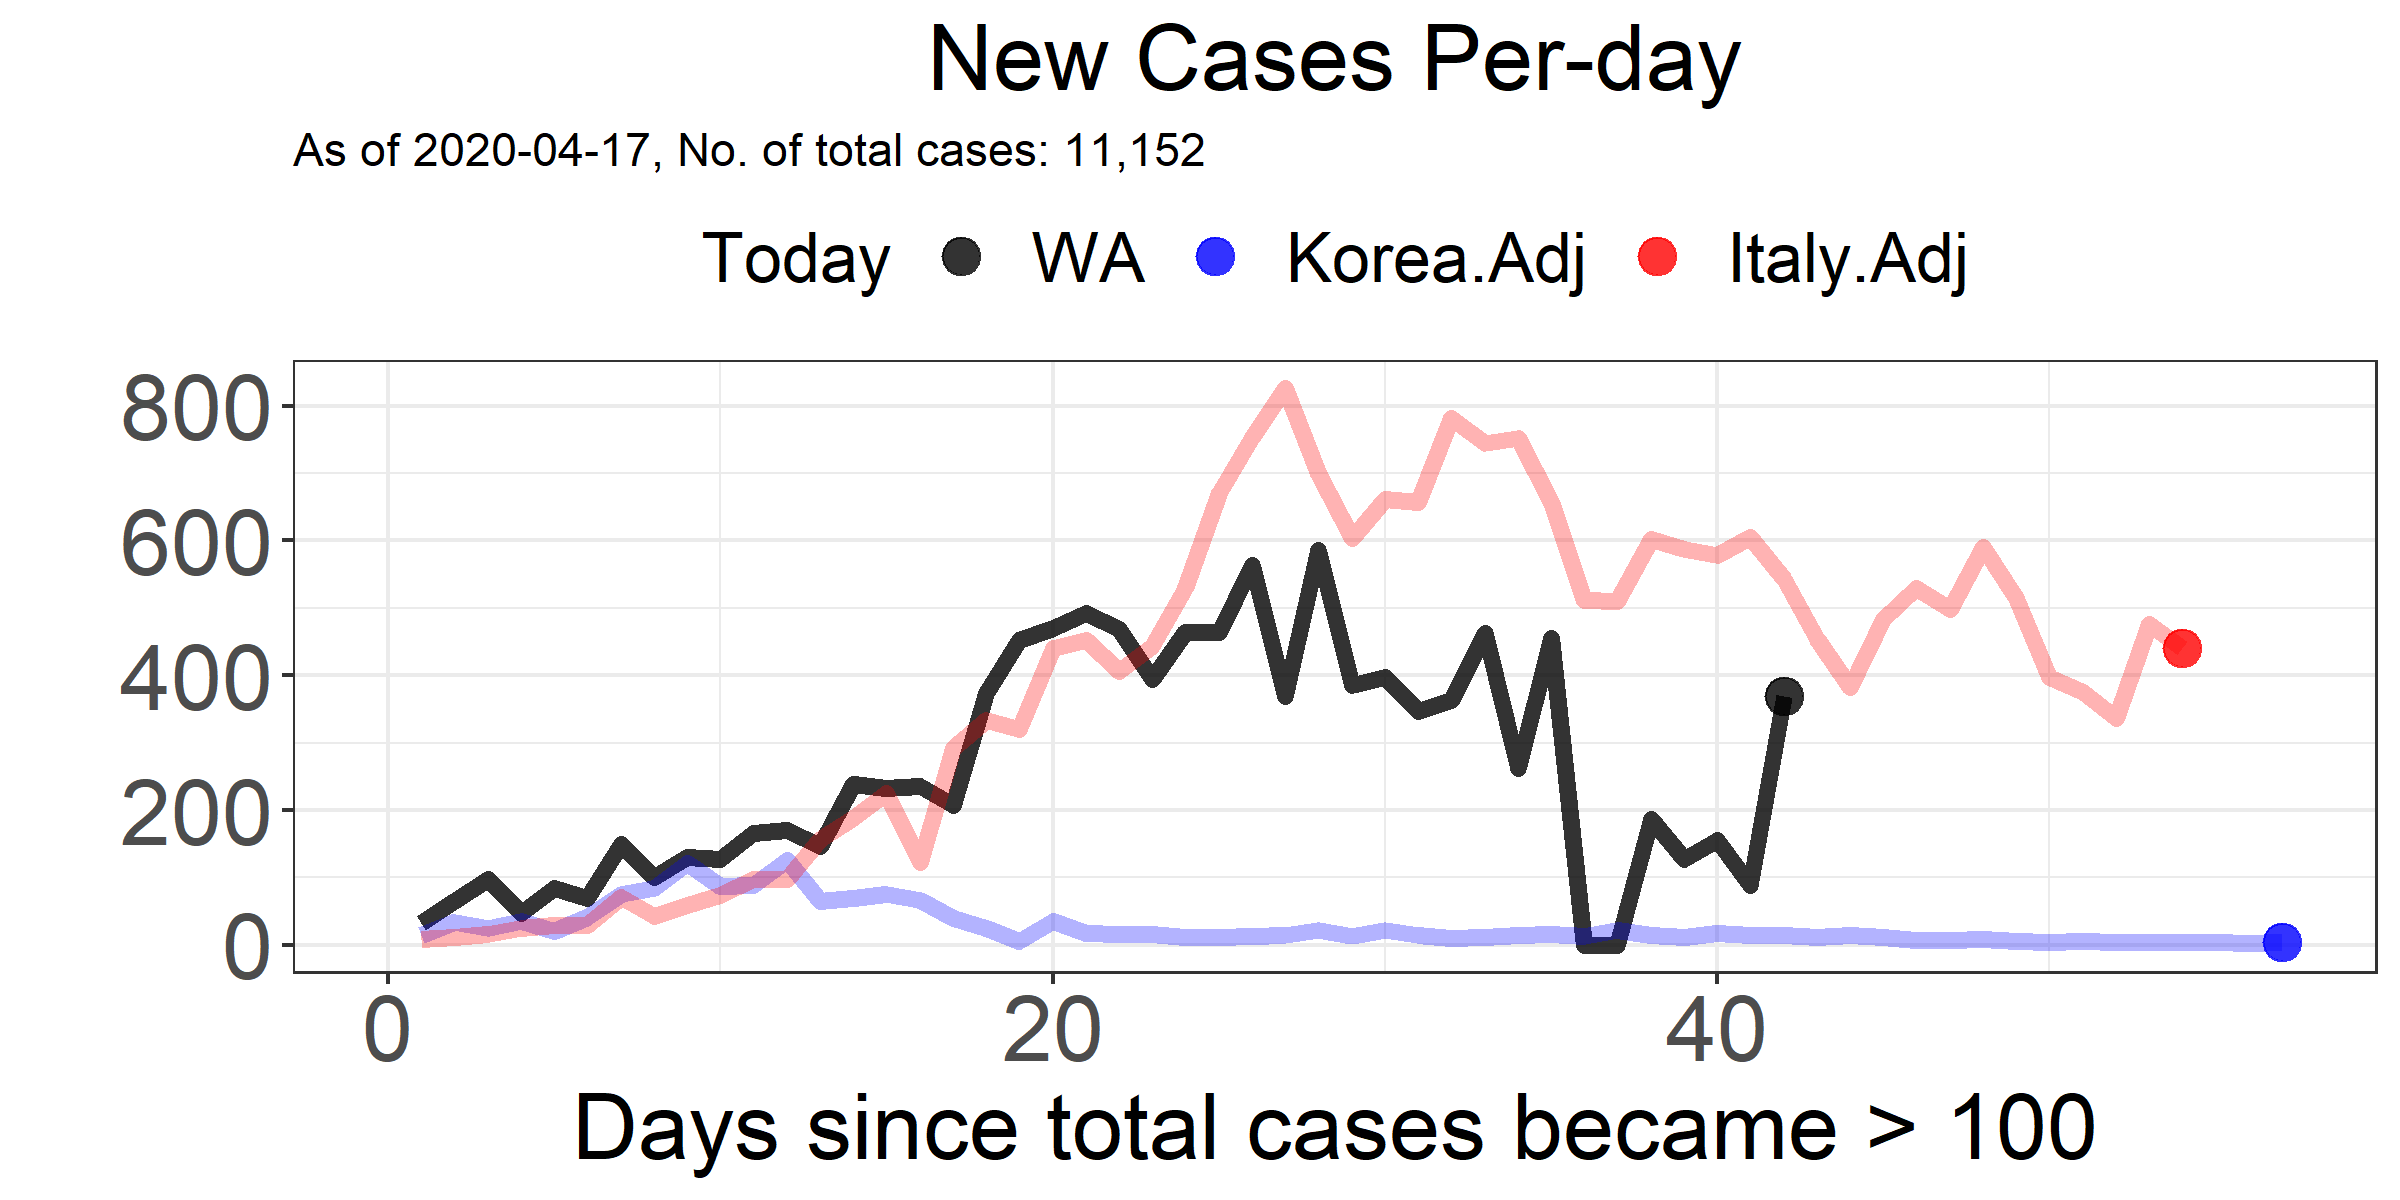 New Cases Per-day
As of 2020-04-17, No. of total cases: 11,152
Today WA Korea.Adj Italy.Adj
800
600
400
200
0
0 20 40
Days since total cases became > 100